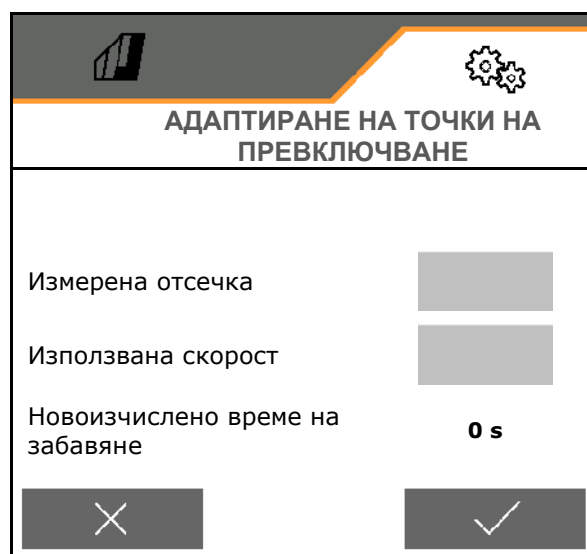 АДАПТИРАНЕ НА ТОЧКИ НА
ПРЕВКЛЮЧВАНЕ
Измерена отсечка
Използвана скорост
Новоизчислено време на
забавяне
0 s